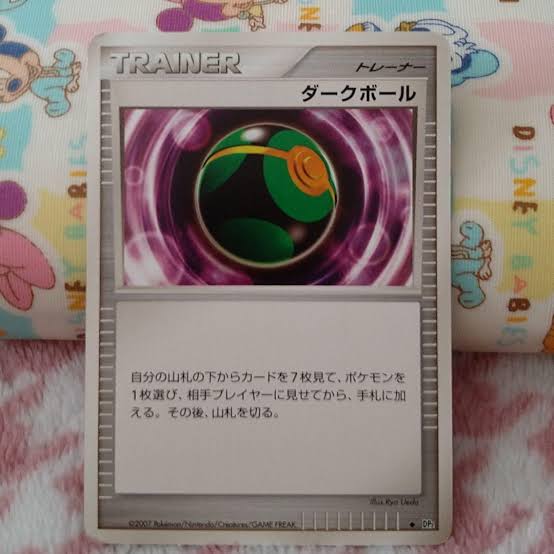 TRAINER
トレーナー
ダークボール
自分の山札の下からカードを7枚見て、ポケモンを
1枚選び、相手プレイヤーに見せてから、手札に加
える。その後、山札を切る。
Illus. Ryo Ueda
©2007 Pokémon/Nintendo/Creatures/GAME FREAK.
DISNEY BABIES